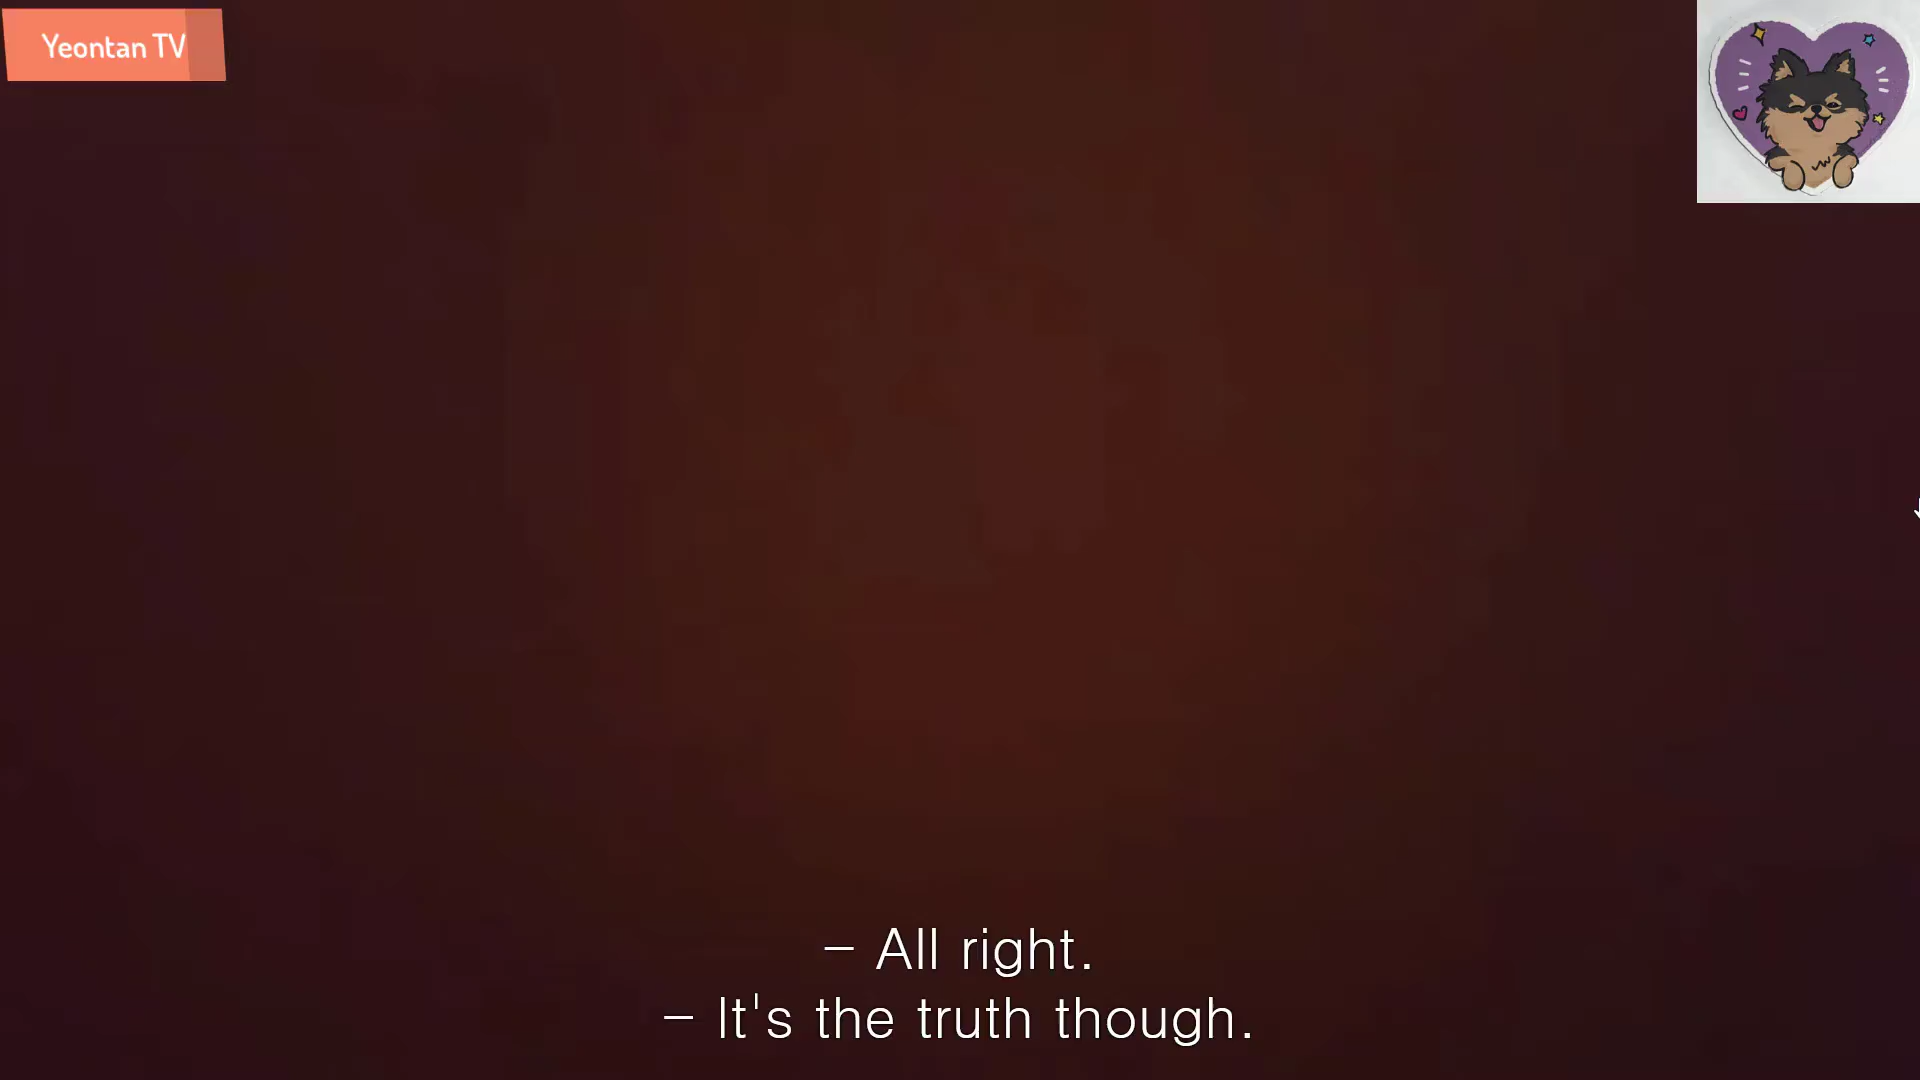 Yeontan TV
– All right.
– It's the truth though.